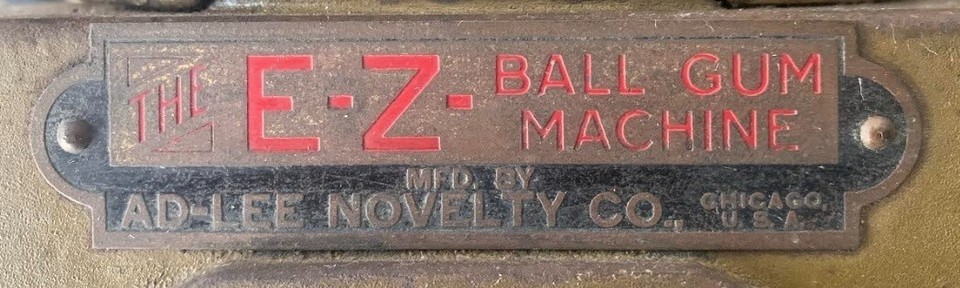 THE E-Z- BALL GUM
MACHINE
MFD. BY
AD-LEE NOVELTY CO., CHICAGO,
U.S.A.